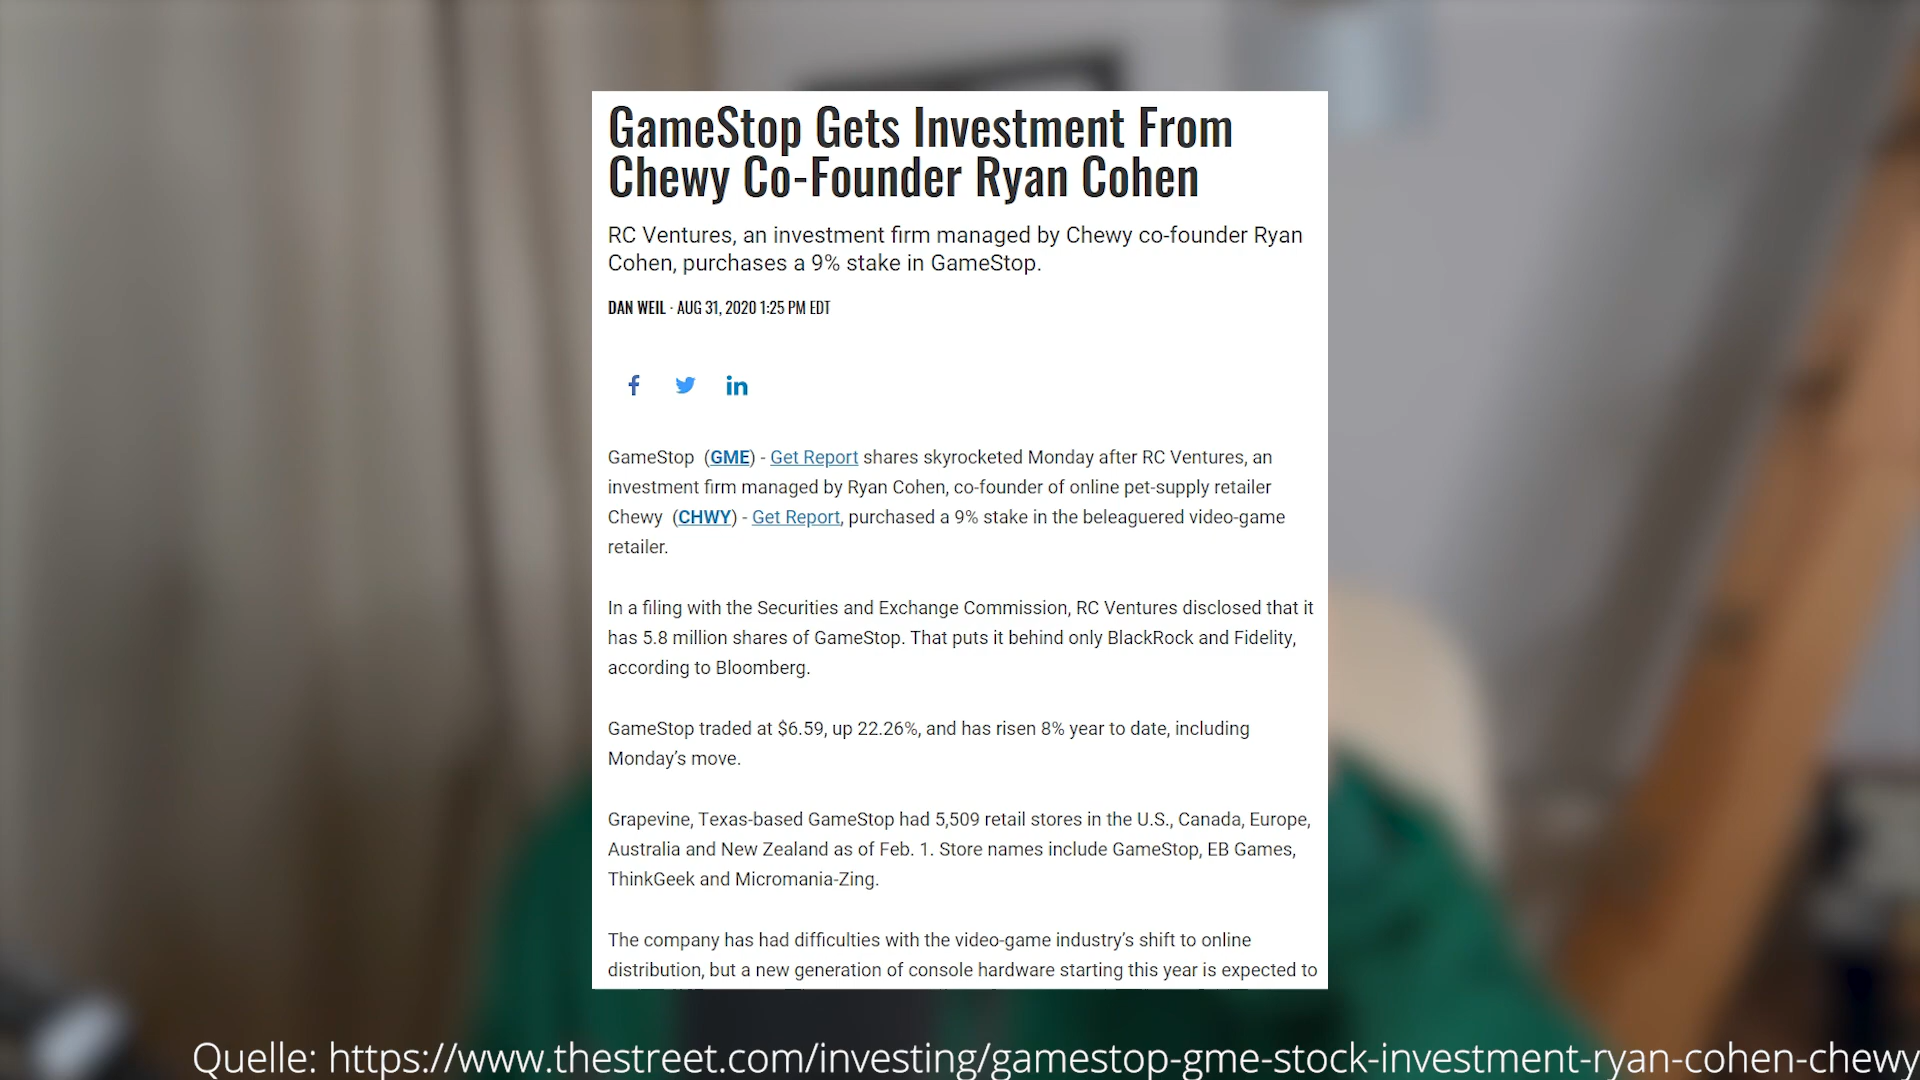 GameStop Gets Investment From
Chewy Co-Founder Ryan Cohen
RC Ventures, an investment firm managed by Chewy co-founder Ryan
Cohen, purchases a 9% stake in GameStop.
DAN WEIL · AUG 31, 2020 1:25 PM EDT
GameStop (GME) - Get Report shares skyrocketed Monday after RC Ventures, an
investment firm managed by Ryan Cohen, co-founder of online pet-supply retailer
Chewy (CHWY) - Get Report, purchased a 9% stake in the beleaguered video-game
retailer.
In a filing with the Securities and Exchange Commission, RC Ventures disclosed that it
has 5.8 million shares of GameStop. That puts it behind only BlackRock and Fidelity,
according to Bloomberg.
GameStop traded at $6.59, up 22.26%, and has risen 8% year to date, including
Monday’s move.
Grapevine, Texas-based GameStop had 5,509 retail stores in the U.S., Canada, Europe,
Australia and New Zealand as of Feb. 1. Store names include GameStop, EB Games,
ThinkGeek and Micromania-Zing.
The company has had difficulties with the video-game industry’s shift to online
distribution, but a new generation of console hardware starting this year is expected to
Quelle: https://www.thestreet.com/investing/gamestop-gme-stock-investment-ryan-cohen-chewy